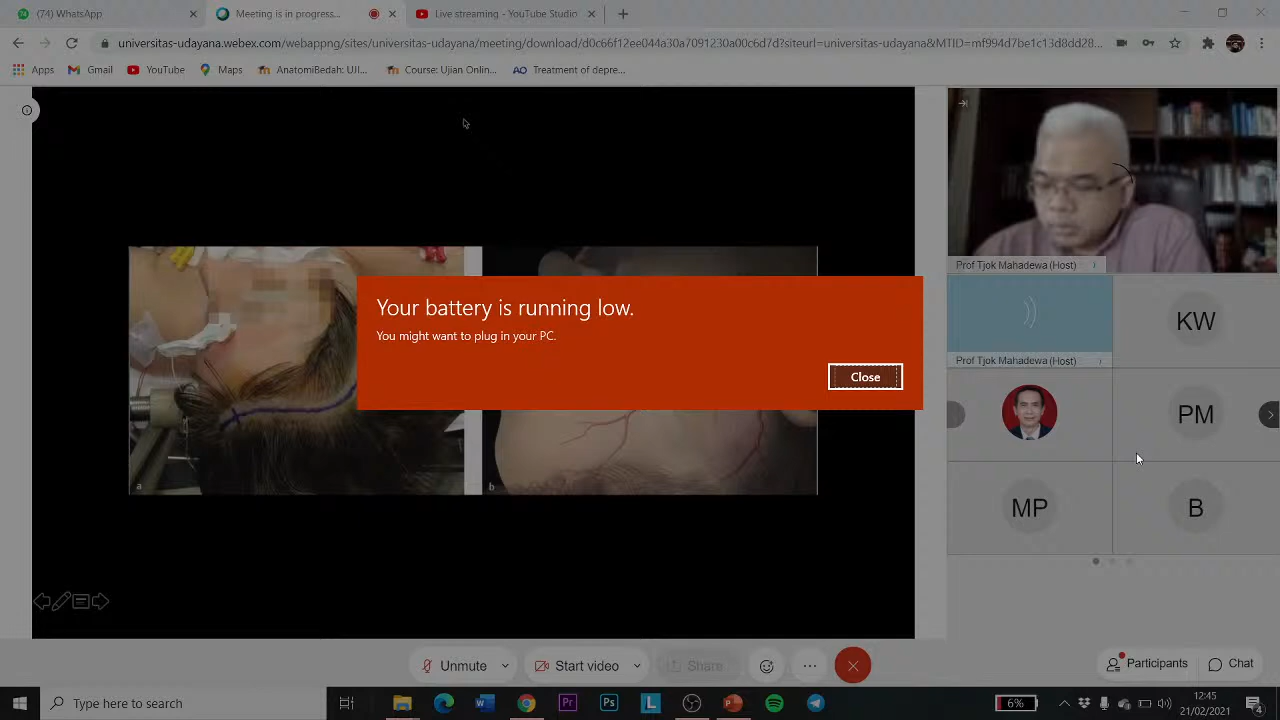 (74) WhatsApp
Meeting is in progress...
Live streaming - YouTube Studio
universitas-udayana.webex.com/webappng/sites/universitas-udayana/meeting/download/d0c66f12ee044a30a7121309230a00c6d7?siteurl=universitas-udayana&MTID=mf994d7be1c13d8dd28...
Apps
Gmail
YouTube
Maps
AnatomiBedah: UII...
Course: Ujian Onlin...
AO Treatment of depre...
Prof Tjok Mahadewa (Host)
Your battery is running low.
You might want to plug in your PC.
Close
Prof Tjok Mahadewa (Host)
KW
PM
MP
B
a
b
Unmute
Start video
Share
Participants
Chat
Type here to search
6%
12:45
21/02/2021
4